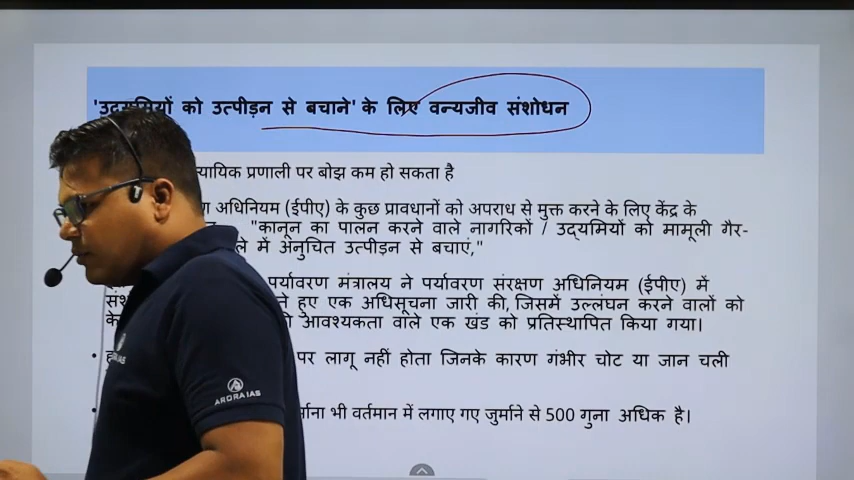 'उद्यमियों को उत्पीड़न से बचाने' के लिए वन्यजीव संशोधन
न्यायिक प्रणाली पर बोझ कम हो सकता है
अधिनियम (ईपीए) के कुछ प्रावधानों को अपराध से मुक्त करने के लिए केंद्र के
"कानून का पालन करने वाले नागरिकों / उद्यमियों को मामूली गैर-
में अनुचित उत्पीड़न से बचाएं,"
पर्यावरण मंत्रालय ने पर्यावरण संरक्षण अधिनियम (ईपीए) में
हुए एक अधिसूचना जारी की, जिसमें उल्लंघन करने वालों को
आवश्यकता वाले एक खंड को प्रतिस्थापित किया गया।
पर लागू नहीं होता जिनके कारण गंभीर चोट या जान चली
भी वर्तमान में लगाए गए जुर्माने से 500 गुना अधिक है।
ARORA IAS